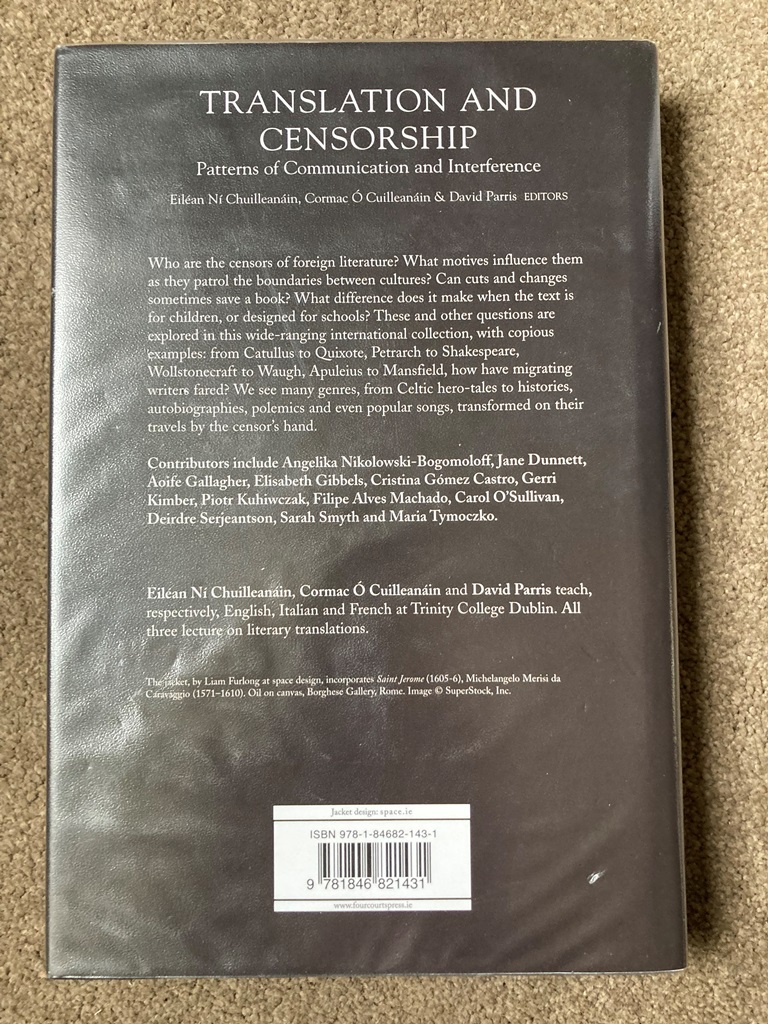 TRANSLATION AND
CENSORSHIP
Patterns of Communication and Interference
Eiléan Ní Chuilleanáin, Cormac Ó Cuilleanáin & David Parris EDITORS
Who are the censors of foreign literature? What motives influence them
as they patrol the boundaries between cultures? Can cuts and changes
sometimes save a book? What difference does it make when the text is
for children, or designed for schools? These and other questions are
explored in this wide-ranging international collection, with copious
examples: from Catullus to Quixote, Petrarch to Shakespeare,
Wollstonecraft to Waugh, Apuleius to Mansfield, how have migrating
writers fared? We see many genres, from Celtic hero-tales to histories,
autobiographies, polemics and even popular songs, transformed on their
travels by the censor's hand.
Contributors include Angelika Nikolowski-Bogomoloff, Jane Dunnett,
Aoife Gallagher, Elisabeth Gibbels, Cristina Gómez Castro, Gerri
Kimber, Piotr Kuhiwczak, Filipe Alves Machado, Carol O'Sullivan,
Deirdre Serjeantson, Sarah Smyth and Maria Tymoczko.
Eiléan Ní Chuilleanáin, Cormac Ó Cuilleanáin and David Parris teach,
respectively, English, Italian and French at Trinity College Dublin. All
three lecture on literary translations.
The jacket, by Liam Furlong at space design, incorporates Saint Jerome (1605-6), Michelangelo Merisi da
Caravaggio (1571–1610). Oil on canvas, Borghese Gallery, Rome. Image © SuperStock, Inc.
Jacket design: space.ie
ISBN 978-1-84682-143-1
9 781846 821431
www.fourcourtspress.ie